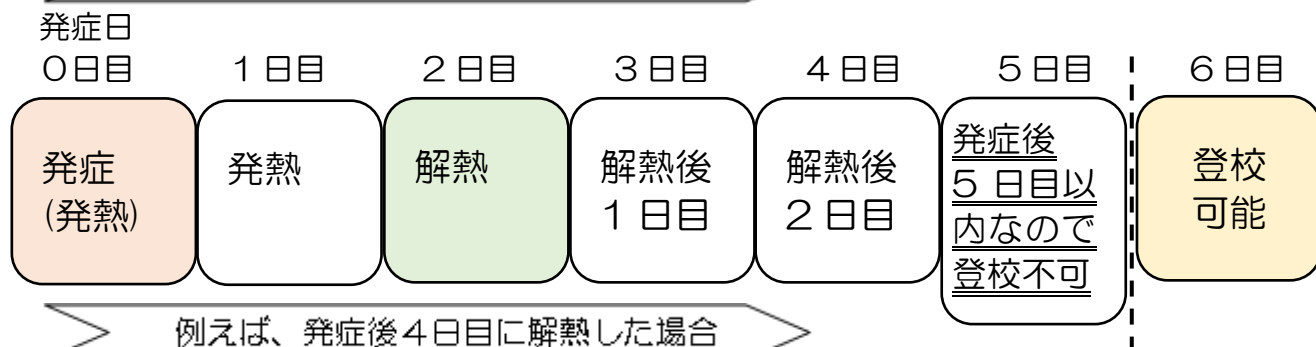 発症日
０日目
１日目
２日目
３日目
４日目
５日目
６日目
発症
(発熱)
発熱
解熱
解熱後
１日目
解熱後
２日目
発症後
５日目以
内なので
登校不可
登校
可能
例えば、発症後４日目に解熱した場合